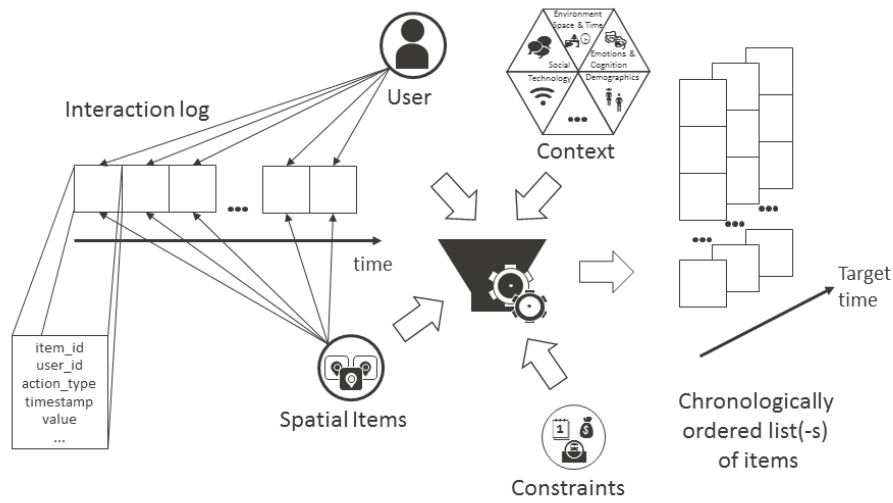 User
Interaction log
...
time
item_id
user_id
action_type
timestamp
value
...
Spatial Items
Environment
Space & Time
Social
Emotions &
Cognition
Technology
Demographics
...
Context
1
$
Constraints
...
...
...
Target
time
Chronologically
ordered list(-s)
of items